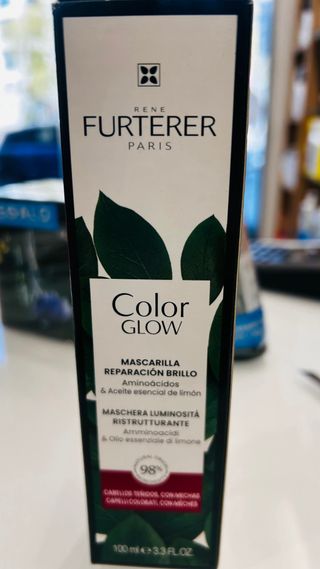 RENE
FURTERER
PARIS
Color
GLOW
MASCARILLA
REPARACIÓN BRILLO
Aminoácidos
& Aceite esencial de limón
MASCHERA LUMINOSITÀ
RISTRUTTURANTE
Amminoacidi
& Olio essenziale di limone
98%
CABELLOS TEÑIDOS, CON MECHAS
CAPELLI COLORATI, CON MÈCHES
100 ml e 3.3 FL.OZ.